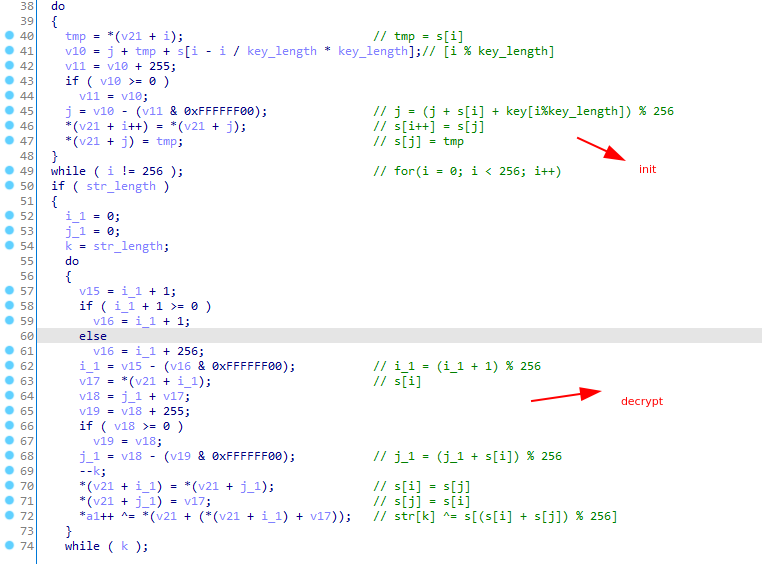 38 do
39 {
40 tmp = *(v21 + i); // tmp = s[i]
41 v10 = j + tmp + s[i - i / key_length * key_length];// [i % key_length]
42 v11 = v10 + 255;
43 if ( v10 >= 0 )
44 v11 = v10;
45 j = v10 - (v11 & 0xFFFFFF00); // j = (j + s[i] + key[i%key_length]) % 256
46 *(v21 + i++) = *(v21 + j); // s[i++] = s[j]
47 *(v21 + j) = tmp; // s[j] = tmp
48 }
init
49 while ( i != 256 ); // for(i = 0; i < 256; i++)
50 if ( str_length )
51 {
52 i_1 = 0;
53 j_1 = 0;
54 k = str_length;
55 do
56 {
57 v15 = i_1 + 1;
58 if ( i_1 + 1 >= 0 )
59 v16 = i_1 + 1;
60 else
61 v16 = i_1 + 256;
62 i_1 = v15 - (v16 & 0xFFFFFF00); // i_1 = (i_1 + 1) % 256
63 v17 = *(v21 + i_1); // s[i]
64 v18 = j_1 + v17;
decrypt
65 v19 = v18 + 255;
66 if ( v18 >= 0 )
67 v19 = v18;
68 j_1 = v18 - (v19 & 0xFFFFFF00); // j_1 = (j_1 + s[i]) % 256
69 --k;
70 *(v21 + i_1) = *(v21 + j_1); // s[i] = s[j]
71 *(v21 + j_1) = v17; // s[j] = s[i]
72 *a1++ ^= *(v21 + (*(v21 + i_1) + v17)); // str[k] ^= s[(s[i] + s[j]) % 256]
73 }
74 while ( k );